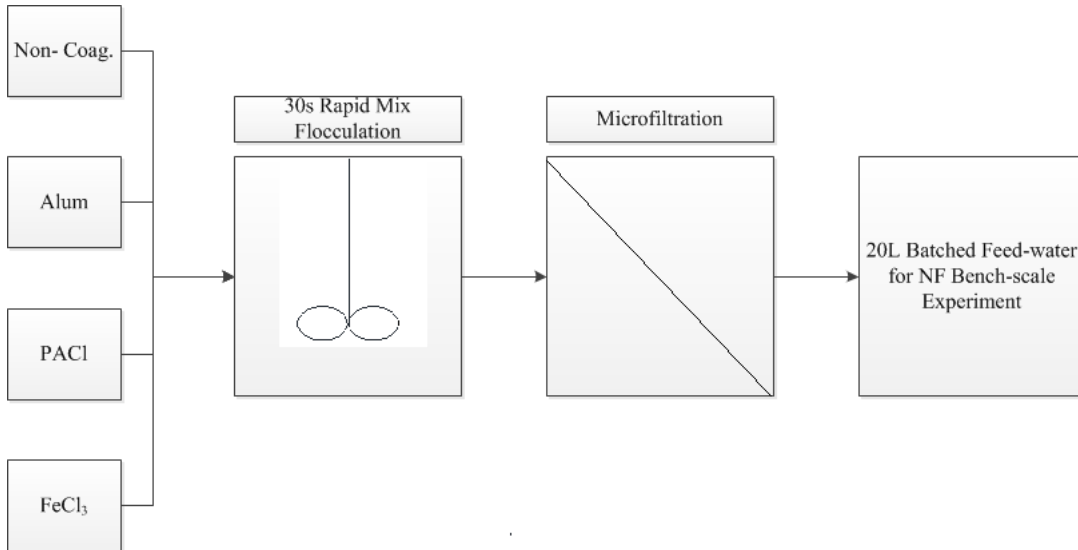 Non- Coag.
Alum
PACl
FeCl₃
30s Rapid Mix
Flocculation
Microfiltration
20L Batched Feed-water
for NF Bench-scale
Experiment